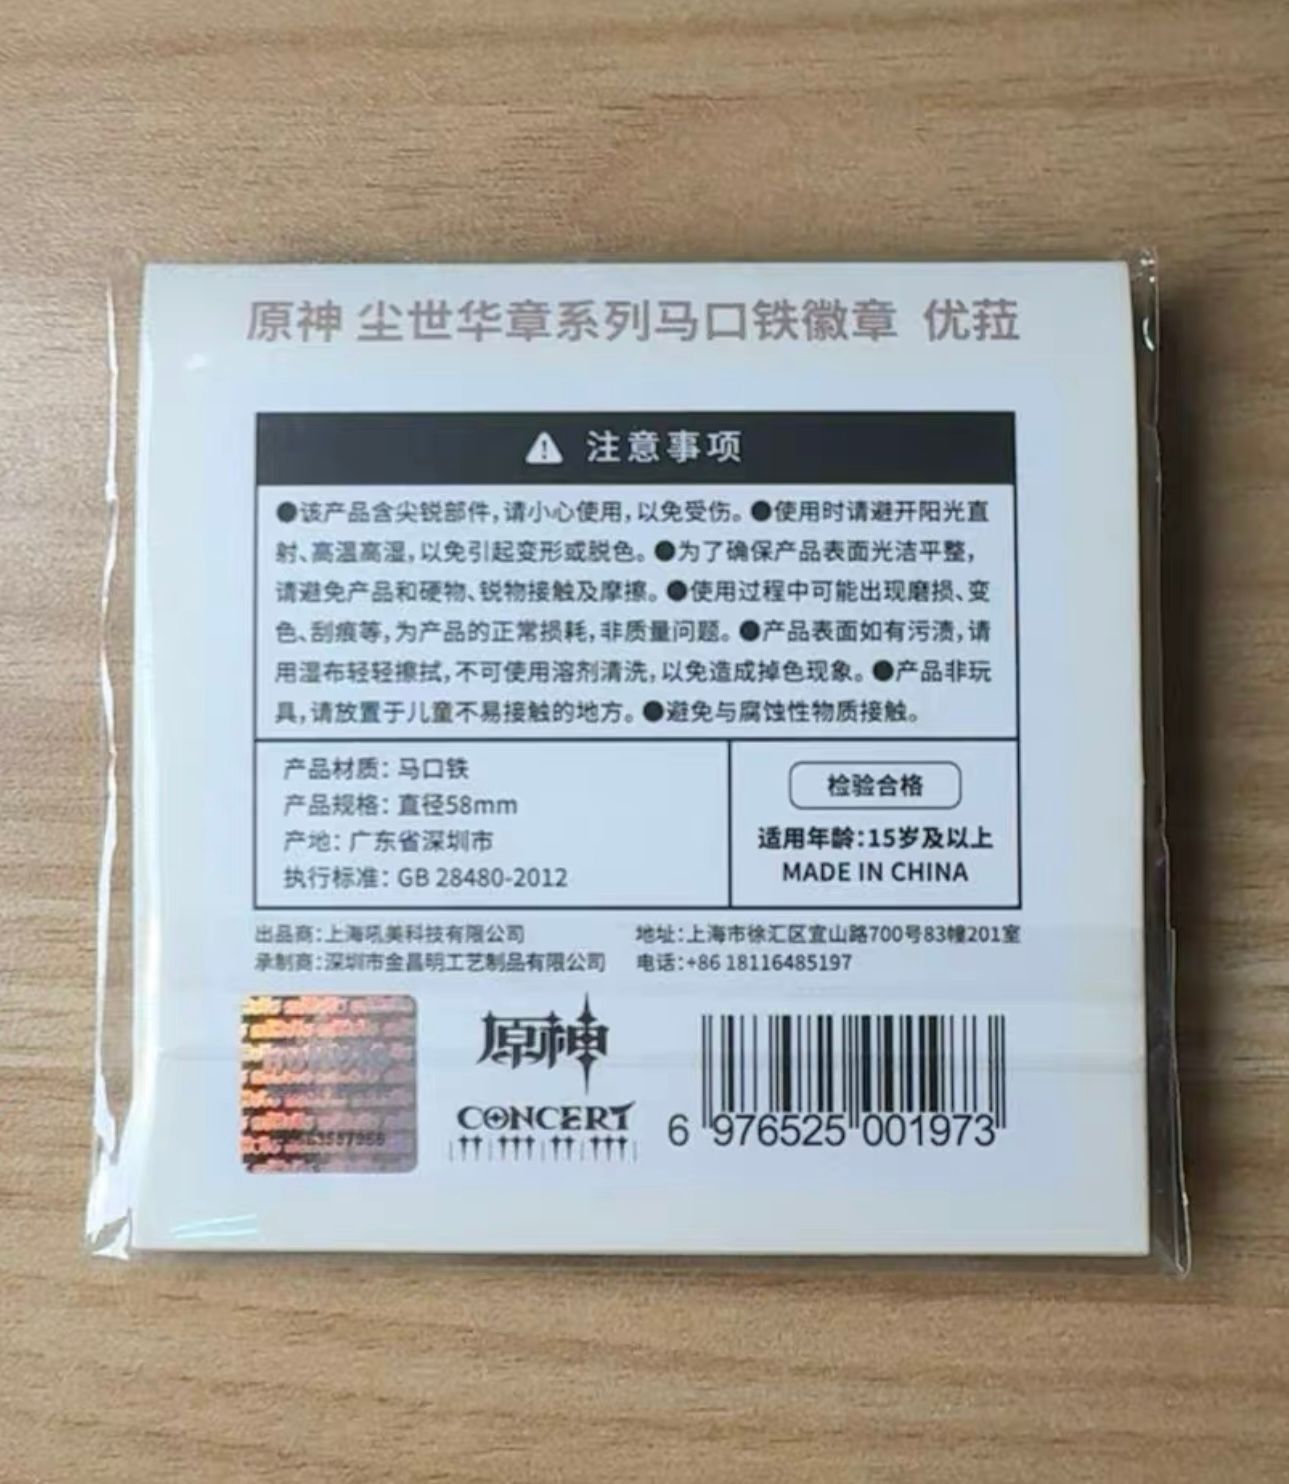 原神 尘世华章系列马口铁徽章 优菈
注意事项
●该产品含尖锐部件,请小心使用,以免受伤。●使用时请避开阳光直
射、高温高湿,以免引起变形或脱色。●为了确保产品表面光洁平整,
请避免产品和硬物、锐物接触及摩擦。●使用过程中可能出现磨损、变
色、刮痕等,为产品的正常损耗,非质量问题。●产品表面如有污渍,请
用湿布轻轻擦拭,不可使用溶剂清洗,以免造成掉色现象。●产品非玩
具,请放置于儿童不易接触的地方。●避免与腐蚀性物质接触。
产品材质：马口铁
产品规格：直径58mm
产地：广东省深圳市
执行标准：GB 28480-2012
检验合格
适用年龄:15岁及以上
MADE IN CHINA
出品商:上海吼美科技有限公司
承制商:深圳市金昌明工艺制品有限公司
地址:上海市徐汇区宜山路700号83幢201室
电话:+86 18116485197
原神
CONCERT
6 976525 001973